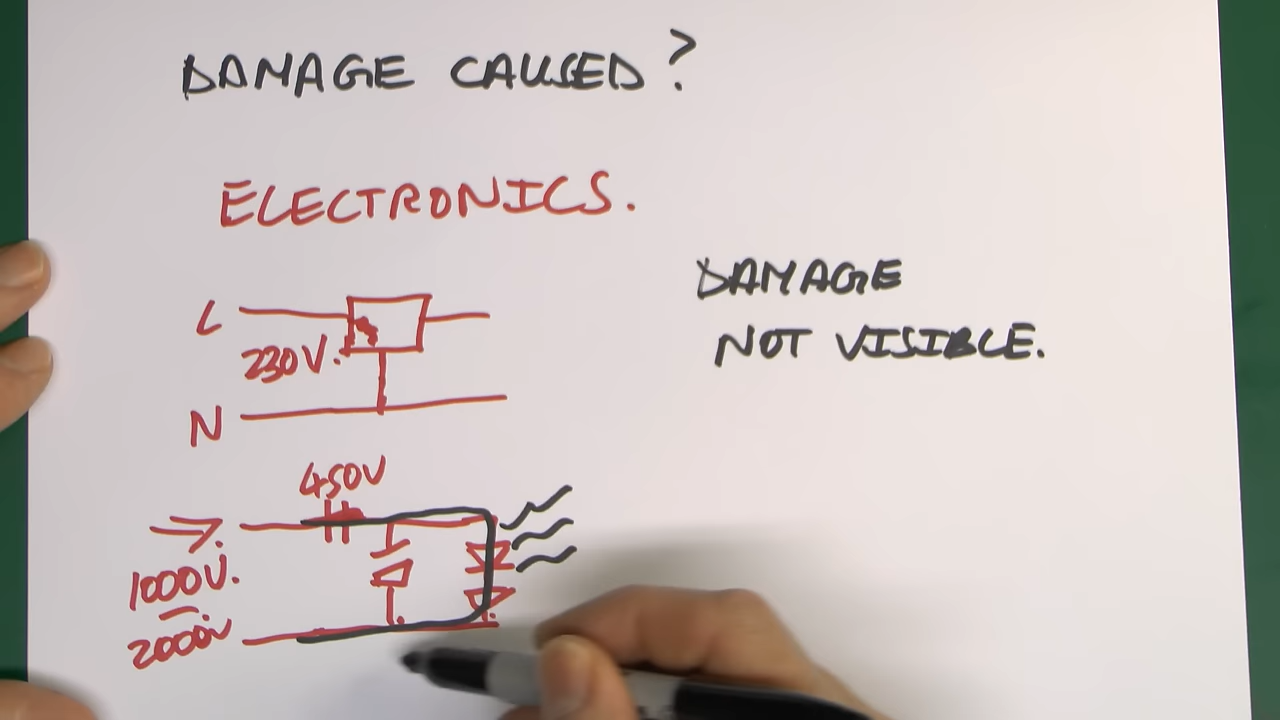 DAMAGE CAUSED?
ELECTRONICS.
DAMAGE
NOT VISIBLE.
L
230V.
N
450V
1000V.
2000V